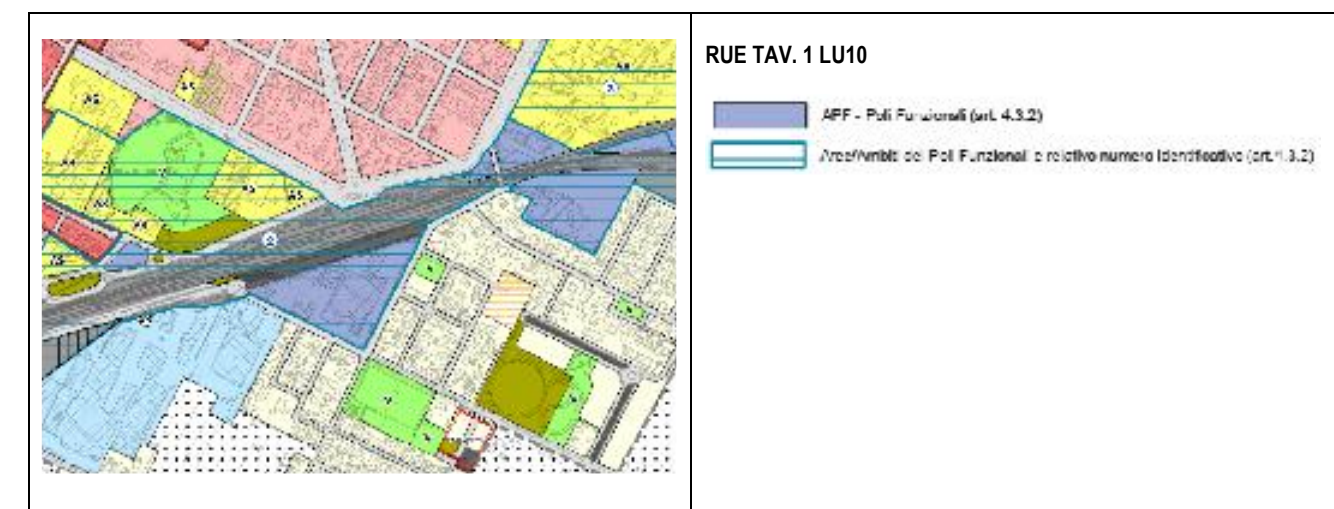 RUE TAV. 1 LU10
APF - Poli Funzionali (art. 4.3.2)
Aree/Ambiti dei Poli Funzionali e relativo numero identificativo (art. 4.3.2)